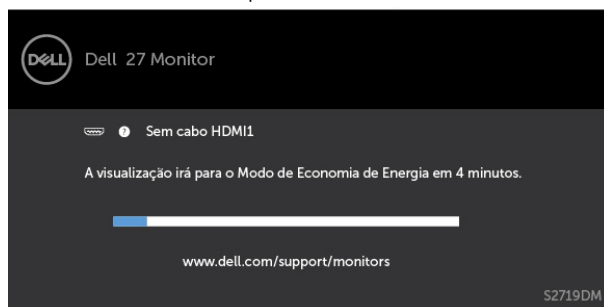 DELL
Dell 27 Monitor
? Sem cabo HDMI1
A visualização irá para o Modo de Economia de Energia em 4 minutos.
www.dell.com/support/monitors
S2719DM